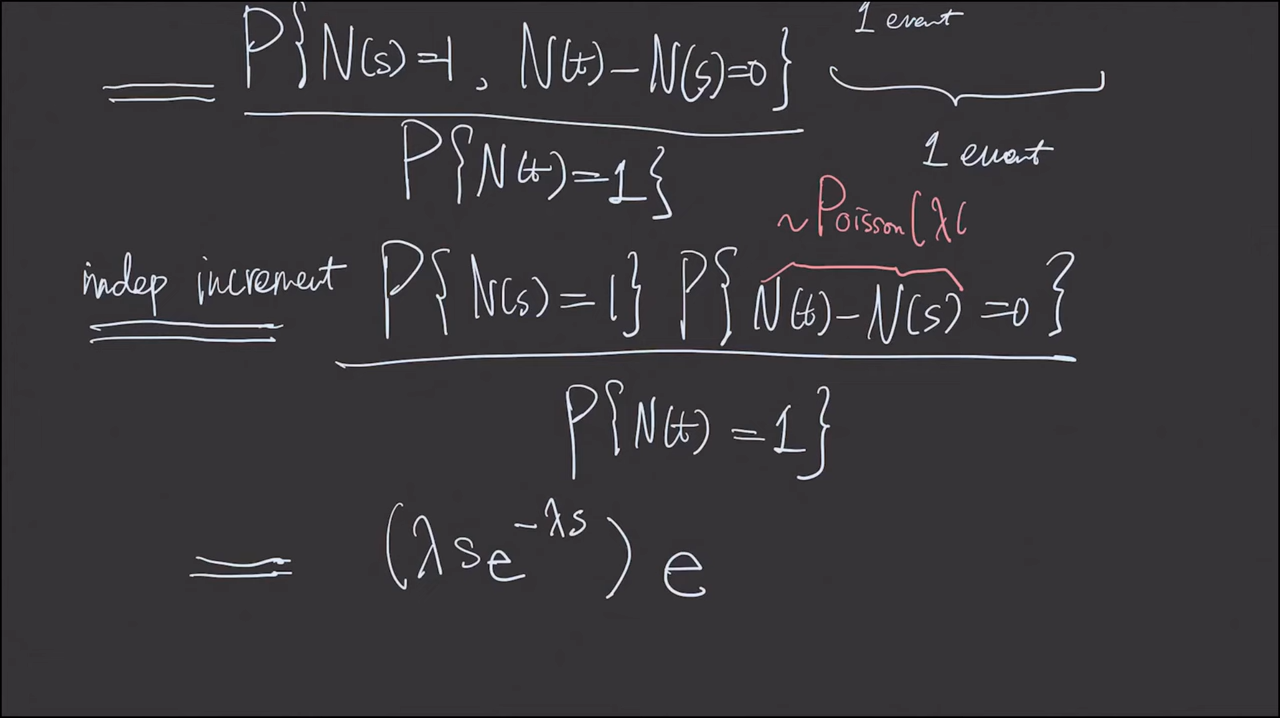 1 event
= P{N(s)=1, N(t)-N(s)=0}
P{N(t)=1}
1 event
~Poisson(λ(
indep increment P{N(s)=1} P{N(t)-N(s)=0}
P{N(t)=1}
= (λse^{-λs}) e